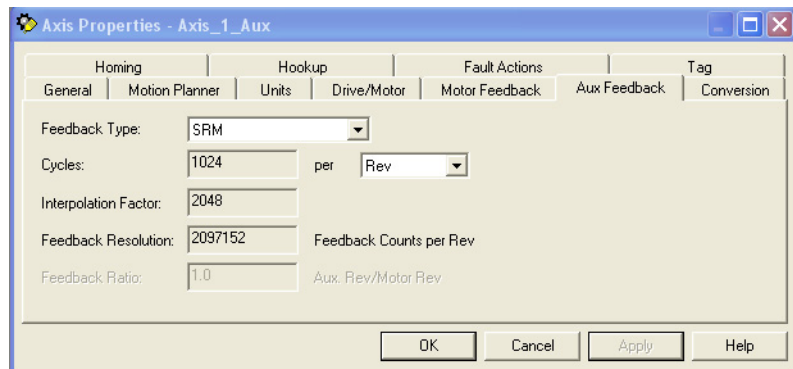 Axis Properties - Axis_1_Aux
Homing Hookup Fault Actions Tag
General Motion Planner Units Drive/Motor Motor Feedback Aux Feedback Conversion
Feedback Type: SRM
Cycles: 1024 per Rev
Interpolation Factor: 2048
Feedback Resolution: 2097152 Feedback Counts per Rev
Feedback Ratio: 1.0 Aux. Rev/Motor Rev
OK Cancel Apply Help